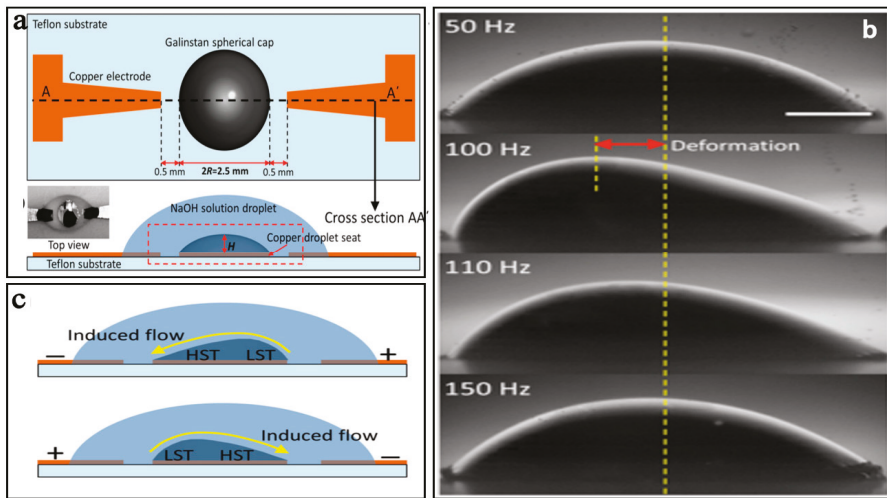 a
Teflon substrate
Galinstan spherical cap
Copper electrode
A
A'
0.5 mm
2R=2.5 mm
0.5 mm
NaOH solution droplet
Cross section AA'
Copper droplet seat
H
Top view
Teflon substrate
b
50 Hz
100 Hz
Deformation
110 Hz
150 Hz
c
Induced flow
HST
LST
–
+
Induced flow
LST
HST
+
–